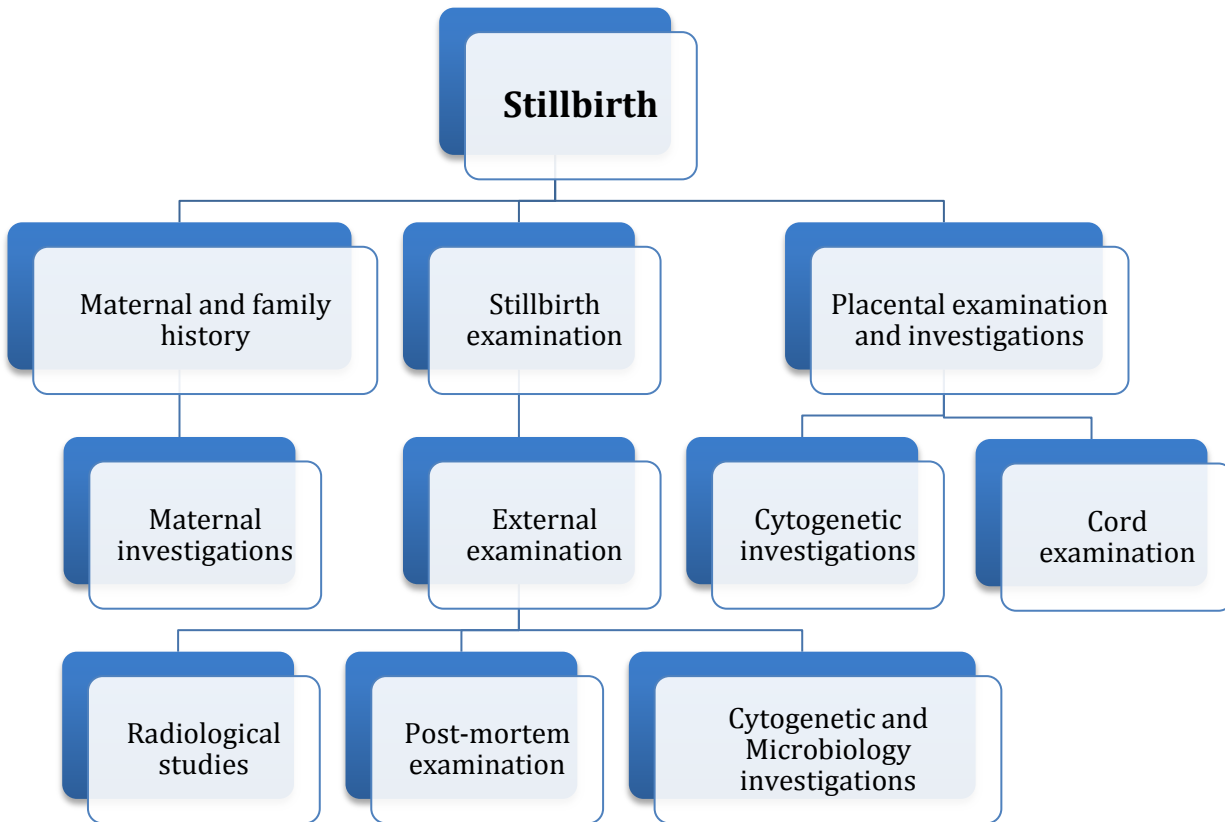 Stillbirth
Maternal and family
history
Stillbirth
examination
Placental examination
and investigations
Maternal
investigations
External
examination
Cytogenetic
investigations
Cord
examination
Radiological
studies
Post-mortem
examination
Cytogenetic and
Microbiology
investigations